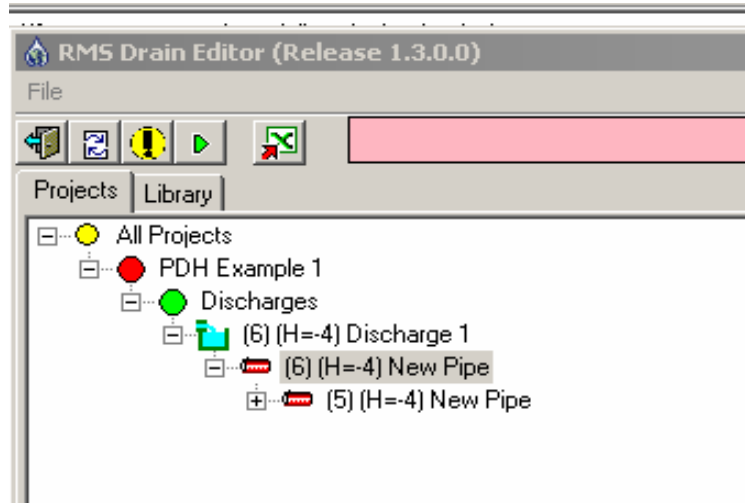 RMS Drain Editor (Release 1.3.0.0)
File
Projects Library
All Projects
PDH Example 1
Discharges
(6) (H=-4) Discharge 1
(6) (H=-4) New Pipe
(5) (H=-4) New Pipe